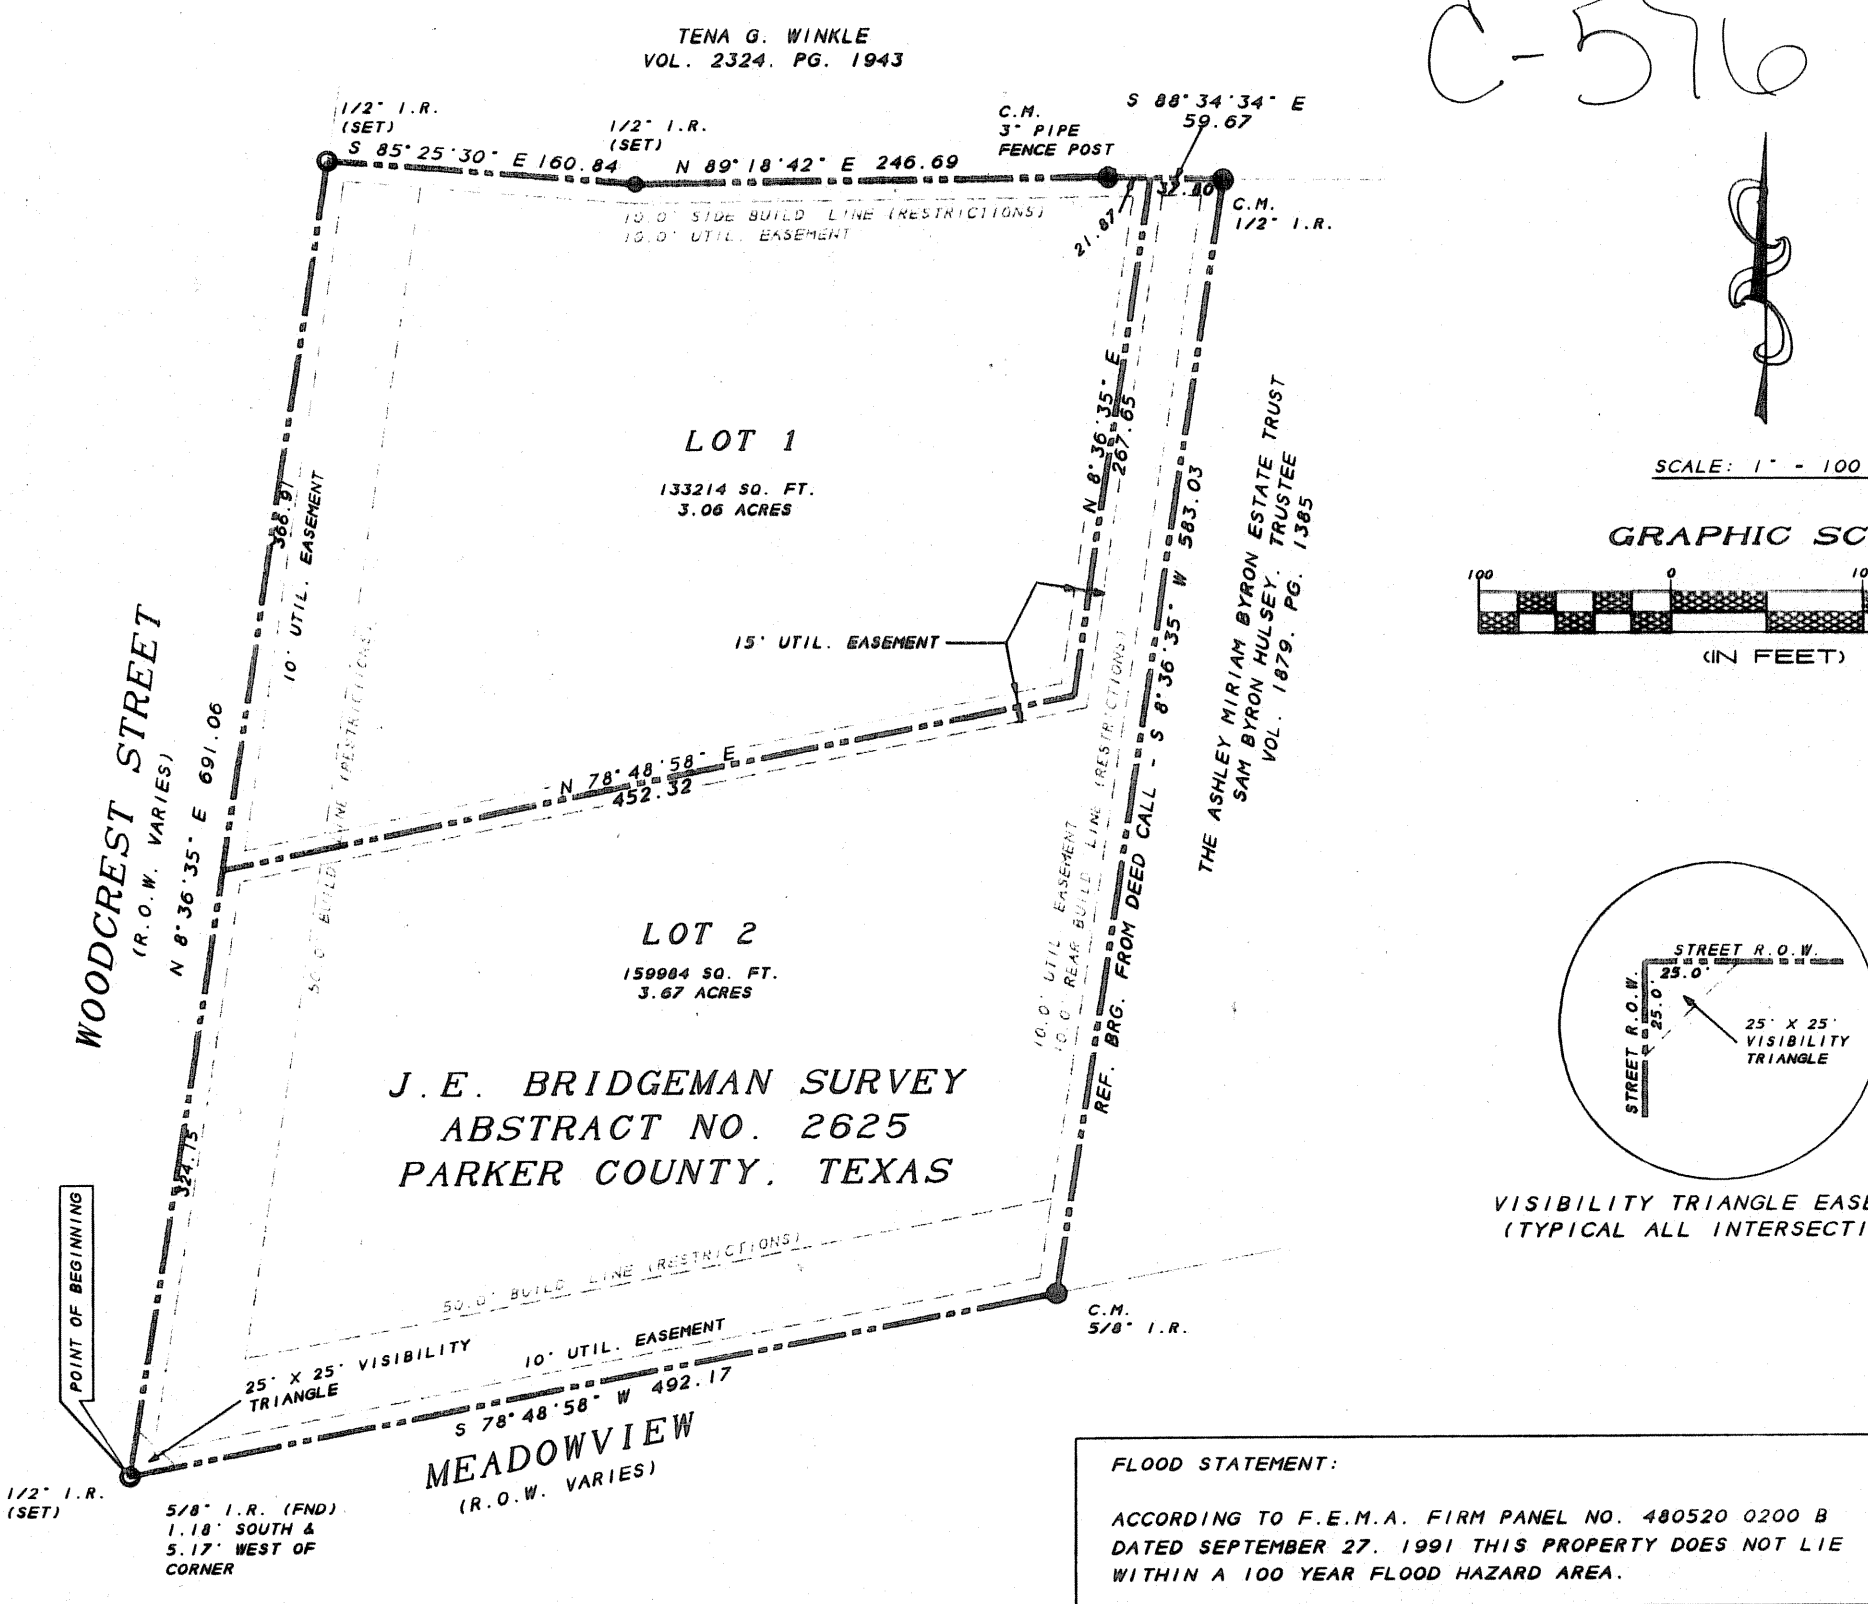 C-576
TENA G. WINKLE
VOL. 2324. PG. 1943
1/2" I.R.
(SET)
1/2" I.R.
(SET)
C.M.
3" PIPE
FENCE POST
S 88°34'34" E
59.67
S 85°25'30" E 160.84
N 89°18'42" E 246.69
32.80
21.87
C.M.
1/2" I.R.
10.0' SIDE BUILD LINE (RESTRICTIONS)
10.0' UTIL. EASEMENT
LOT 1
133214 SQ. FT.
3.06 ACRES
N 8°36'35" E
267.65
366.91
10' UTIL. EASEMENT
15' UTIL. EASEMENT
S 8°36'35" W 583.03
REF. BRG. FROM DEED CALL -
THE ASHLEY MIRIAM BYRON ESTATE TRUST
SAM BYRON HULSEY. TRUSTEE
VOL. 1879. PG. 1385
SCALE: 1" - 100
GRAPHIC SC
100 0 10
(IN FEET)
WOODCREST STREET
(R.O.W. VARIES)
N 8°36'35" E 691.06
50.0' BUILD LINE (RESTRICTIONS)
N 78°48'58" E
452.32
LOT 2
159984 SQ. FT.
3.67 ACRES
10.0' UTIL EASEMENT
10.0' REAR BUILD LINE (RESTRICTIONS)
J.E. BRIDGEMAN SURVEY
ABSTRACT NO. 2625
PARKER COUNTY. TEXAS
324.15
STREET R.O.W.
25.0'
STREET R.O.W.
25.0'
25' X 25'
VISIBILITY
TRIANGLE
VISIBILITY TRIANGLE EASE
(TYPICAL ALL INTERSECTI
POINT OF BEGINNING
50.0' BUILD LINE (RESTRICTIONS)
25' X 25' VISIBILITY
TRIANGLE
10' UTIL. EASEMENT
S 78°48'58" W 492.17
C.M.
5/8" I.R.
MEADOWVIEW
(R.O.W. VARIES)
1/2" I.R.
(SET)
5/8" I.R. (FND)
1.18' SOUTH &
5.17' WEST OF
CORNER
FLOOD STATEMENT:
ACCORDING TO F.E.M.A. FIRM PANEL NO. 480520 0200 B
DATED SEPTEMBER 27. 1991 THIS PROPERTY DOES NOT LIE
WITHIN A 100 YEAR FLOOD HAZARD AREA.